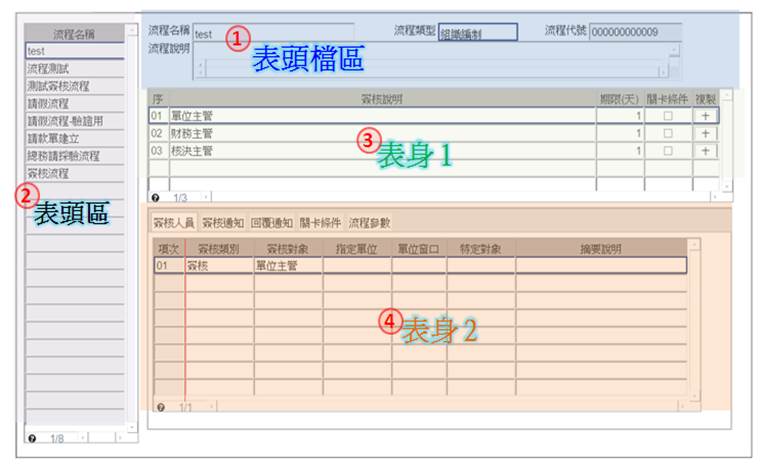 流程名稱
test
流程測試
測試簽核流程
請假流程
請假流程-驗證用
請款單建立
總務請採驗流程
簽核流程
② 表頭區
1/8
流程名稱 test 流程類型 組織編制 流程代號 000000000009
流程說明
① 表頭檔區
序 簽核說明 期限(天) 關卡條件 複製
01 單位主管 1 +
02 財務主管 1 +
03 核決主管 1 +
③ 表身1
1/3
簽核人員 簽核通知 回覆通知 關卡條件 流程參數
項次 簽核類別 簽核對象 指定單位 單位窗口 特定對象 摘要說明
01 簽核 單位主管
④ 表身2
1/1